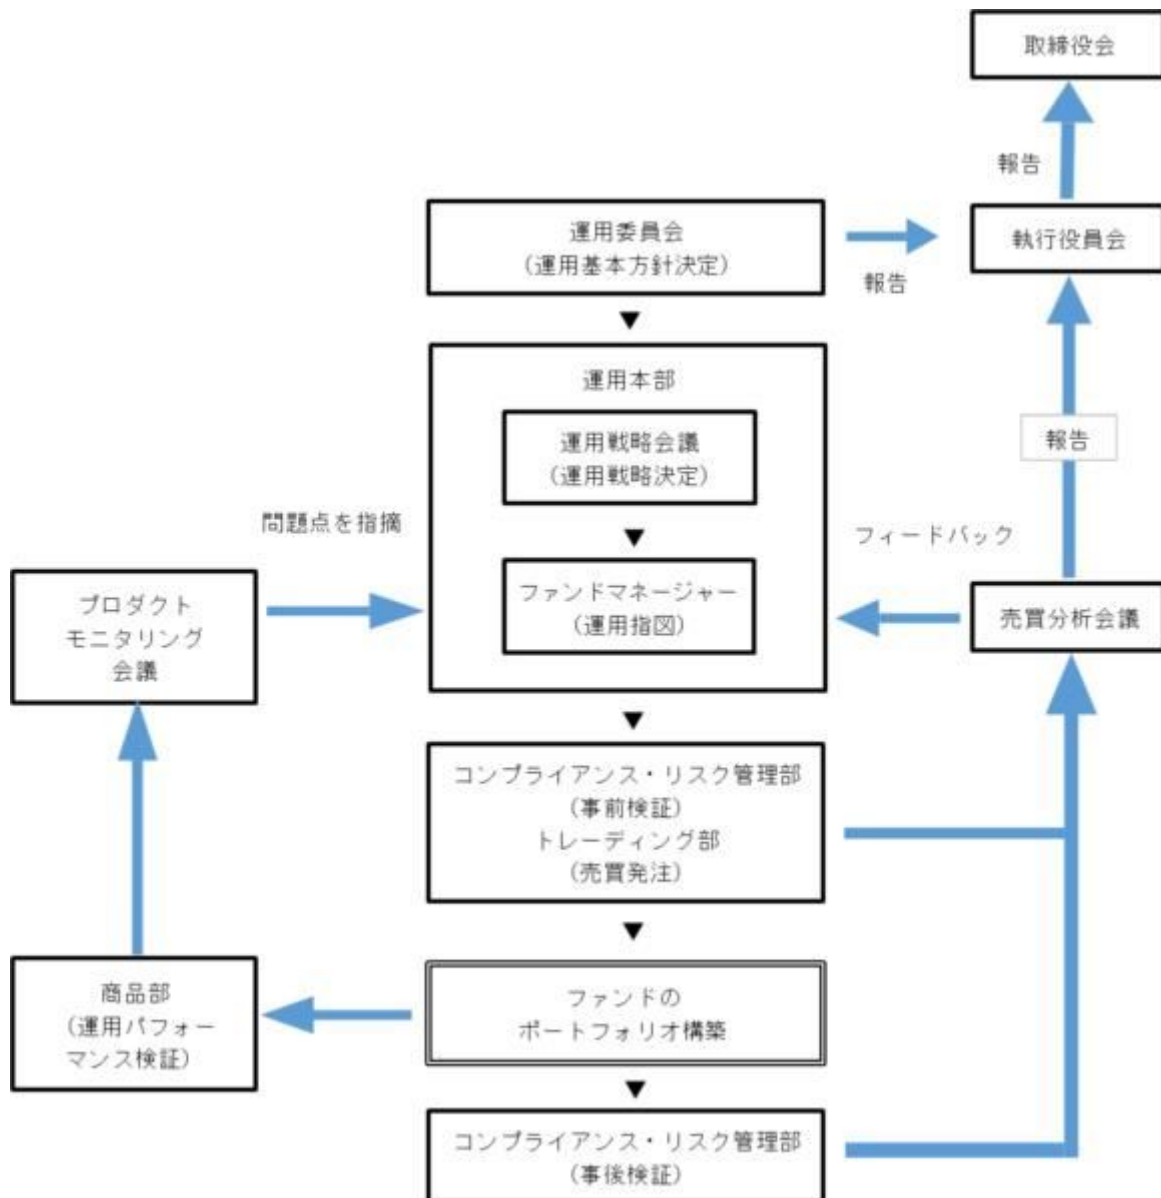 取締役会
報告
執行役員会
運用委員会
(運用基本方針決定)
報告
運用本部
運用戦略会議
(運用戦略決定)
報告
問題点を指摘
フィードバック
ファンドマネージャー
(運用指図)
プロダクト
モニタリング
会議
売買分析会議
コンプライアンス・リスク管理部
(事前検証)
トレーディング部
(売買発注)
商品部
(運用パフォー
マンス検証)
ファンドの
ポートフォリオ構築
コンプライアンス・リスク管理部
(事後検証)